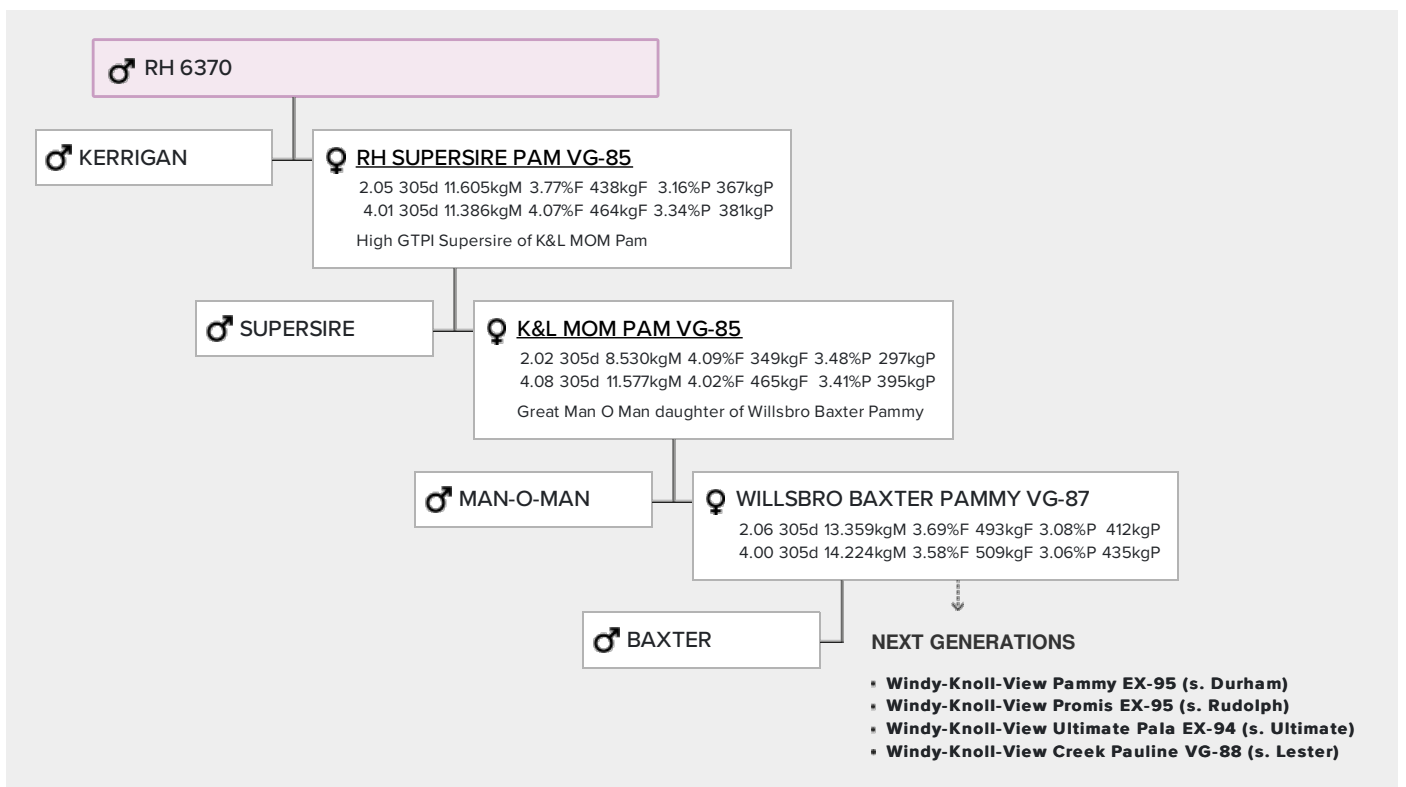 RH 6370
KERRIGAN
RH SUPERSIRE PAM VG-85
2.05 305d 11.605kgM 3.77%F 438kgF 3.16%P 367kgP
4.01 305d 11.386kgM 4.07%F 464kgF 3.34%P 381kgP
High GTPI Supersire of K&L MOM Pam
SUPERSIRE
K&L MOM PAM VG-85
2.02 305d 8.530kgM 4.09%F 349kgF 3.48%P 297kgP
4.08 305d 11.577kgM 4.02%F 465kgF 3.41%P 395kgP
Great Man O Man daughter of Willsbro Baxter Pammy
MAN-O-MAN
WILLSBRO BAXTER PAMMY VG-87
2.06 305d 13.359kgM 3.69%F 493kgF 3.08%P 412kgP
4.00 305d 14.224kgM 3.58%F 509kgF 3.06%P 435kgP
BAXTER
NEXT GENERATIONS
▪ Windy-Knoll-View Pammy EX-95 (s. Durham)
▪ Windy-Knoll-View Promis EX-95 (s. Rudolph)
▪ Windy-Knoll-View Ultimate Pala EX-94 (s. Ultimate)
▪ Windy-Knoll-View Creek Pauline VG-88 (s. Lester)